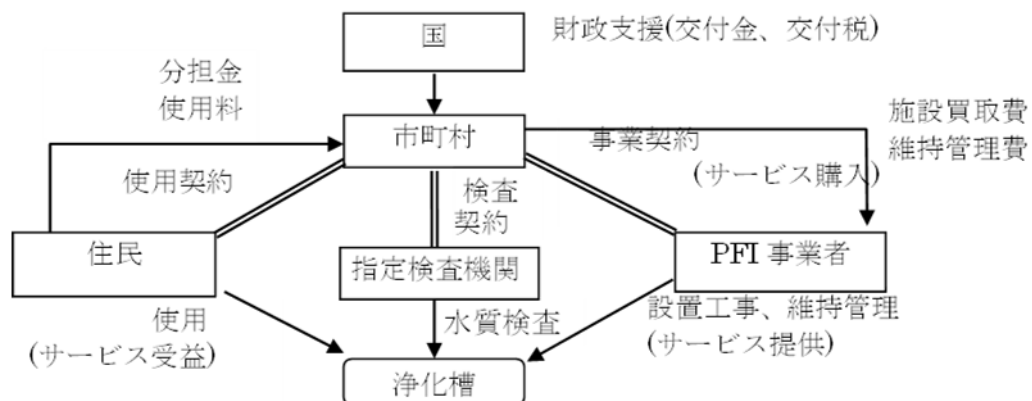 国
財政支援(交付金、交付税)
分担金
使用料
市町村
施設買取費
維持管理費
事業契約
(サービス購入)
使用契約
検査
契約
住民
指定検査機関
PFI 事業者
使用
(サービス受益)
水質検査
設置工事、維持管理
(サービス提供)
浄化槽